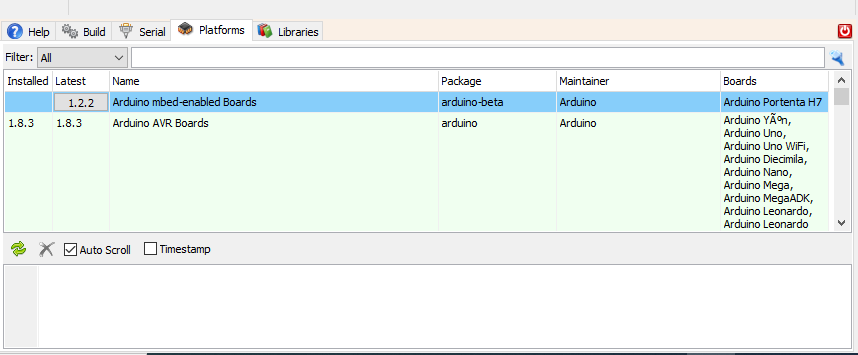 Help Build Serial Platforms Libraries
Filter: All
Installed Latest Name Package Maintainer Boards
1.2.2 Arduino mbed-enabled Boards arduino-beta Arduino Arduino Portenta H7
1.8.3 1.8.3 Arduino AVR Boards arduino Arduino Arduino YÃºn,
Arduino Uno,
Arduino Uno WiFi,
Arduino Diecimila,
Arduino Nano,
Arduino Mega,
Arduino MegaADK,
Arduino Leonardo,
Arduino Leonardo
Auto Scroll Timestamp